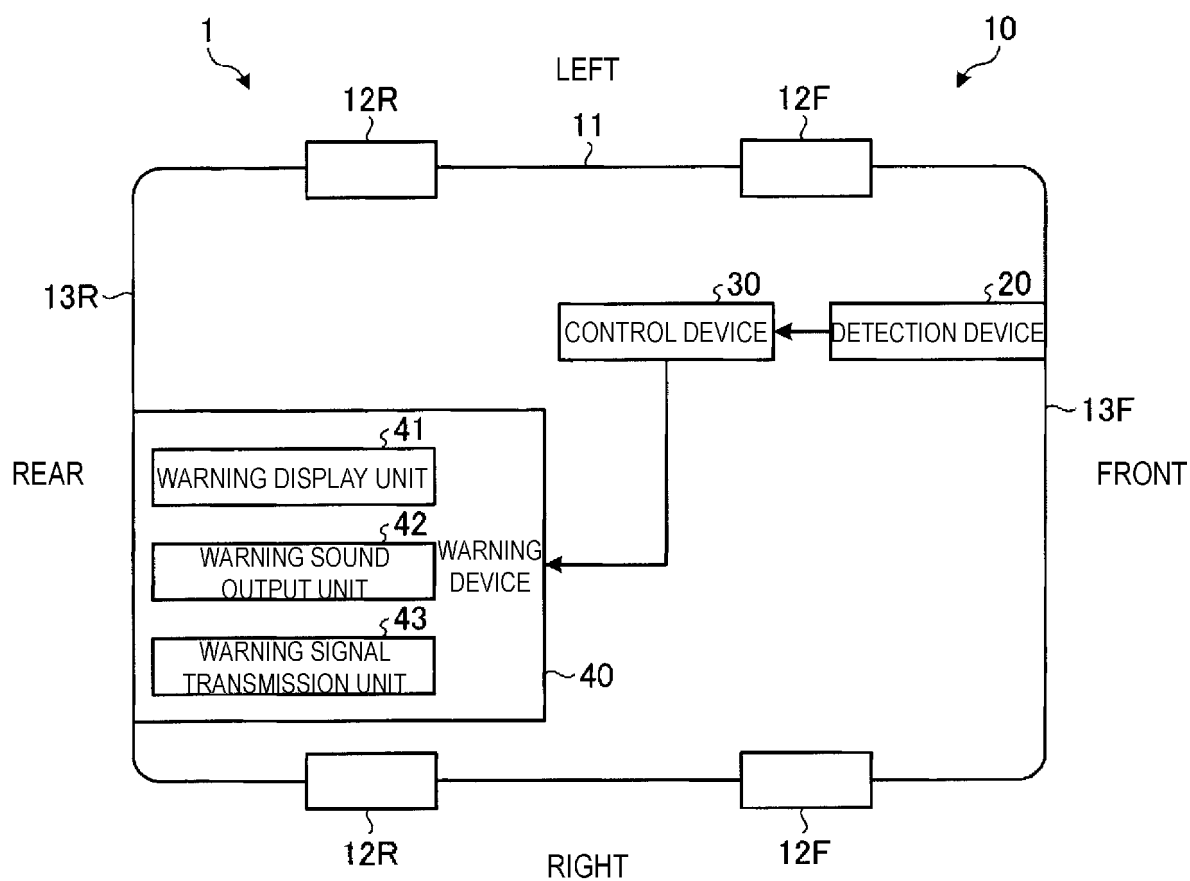 1
10
LEFT
12R
12F
11
13R
30
20
CONTROL DEVICE
DETECTION DEVICE
13F
41
REAR
WARNING DISPLAY UNIT
FRONT
42
WARNING SOUND
OUTPUT UNIT
WARNING
DEVICE
43
WARNING SIGNAL
TRANSMISSION UNIT
40
12R
12F
RIGHT